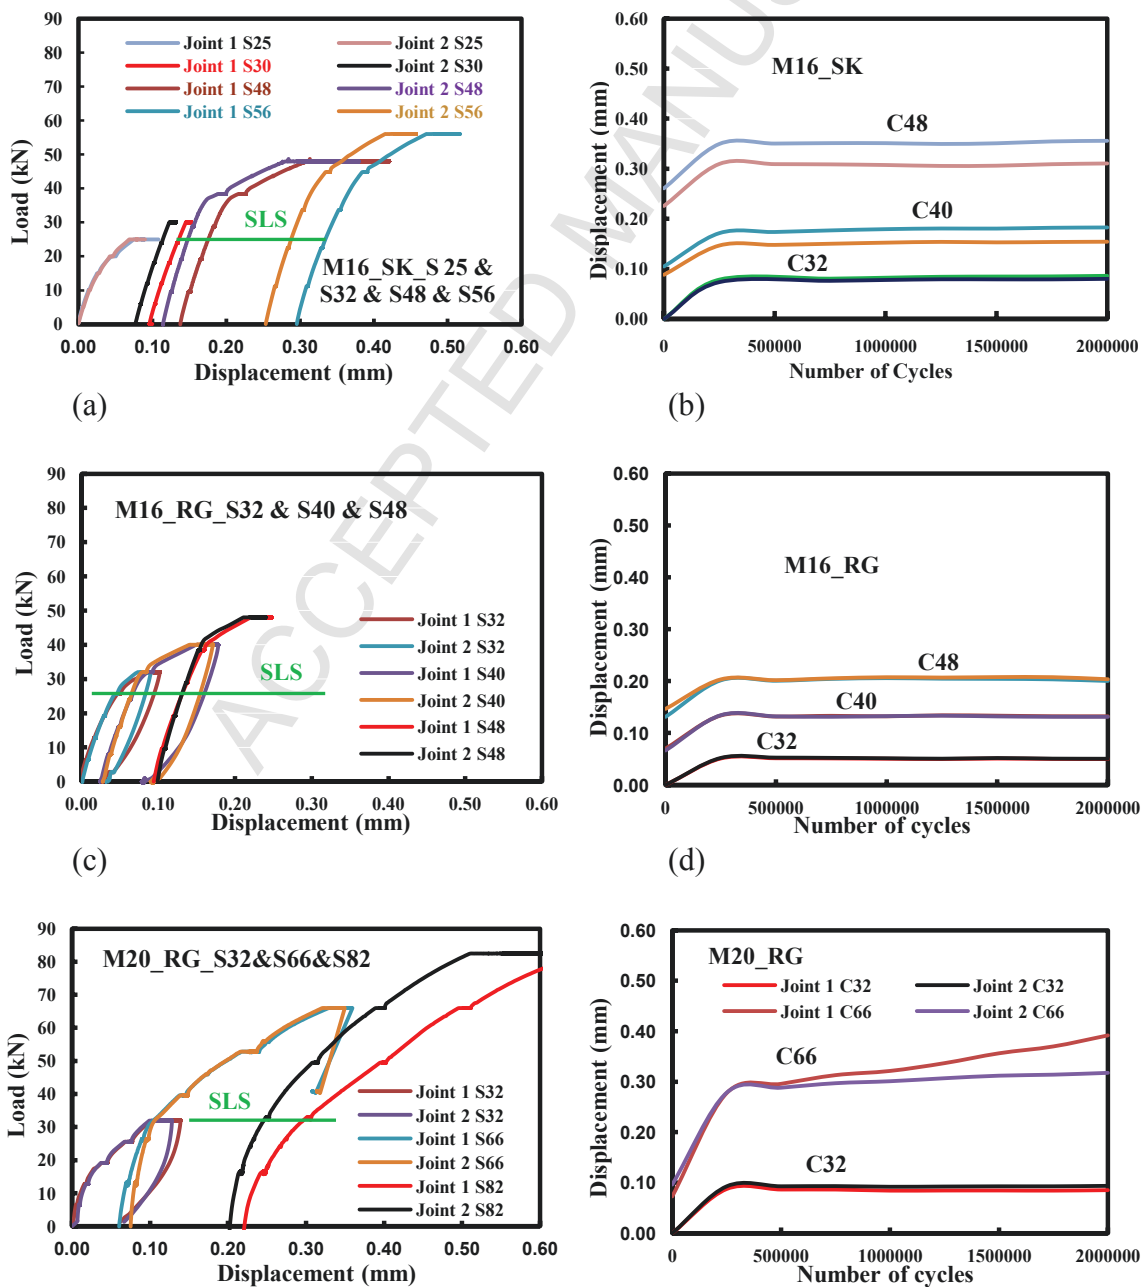 ACCEPTED MANUSC
90
80
70
60
50
40
30
20
10
0
Load (kN)
Joint 1 S25 Joint 2 S25
Joint 1 S30 Joint 2 S30
Joint 1 S48 Joint 2 S48
Joint 1 S56 Joint 2 S56
SLS
M16_SK_S 25 &
S32 & S48 & S56
0.00 0.10 0.20 0.30 0.40 0.50 0.60
Displacement (mm)
(a)
0.60
0.50
0.40
0.30
0.20
0.10
0.00
Displacement (mm)
M16_SK
C48
C40
C32
0 500000 1000000 1500000 2000000
Number of Cycles
(b)
90
80
70
60
50
40
30
20
10
0
Load (kN)
M16_RG_S32 & S40 & S48
SLS
Joint 1 S32
Joint 2 S32
Joint 1 S40
Joint 2 S40
Joint 1 S48
Joint 2 S48
0.00 0.10 0.20 0.30 0.40 0.50 0.60
Displacement (mm)
(c)
0.60
0.50
0.40
0.30
0.20
0.10
0.00
Displacement (mm)
M16_RG
C48
C40
C32
0 500000 1000000 1500000 2000000
Number of cycles
(d)
90
80
70
60
50
40
30
20
10
0
Load (kN)
M20_RG_S32&S66&S82
SLS
Joint 1 S32
Joint 2 S32
Joint 1 S66
Joint 2 S66
Joint 1 S82
Joint 2 S82
0.00 0.10 0.20 0.30 0.40 0.50 0.60
Displacement (mm)
0.60
0.50
0.40
0.30
0.20
0.10
0.00
Displacement (mm)
M20_RG
Joint 1 C32 Joint 2 C32
Joint 1 C66 Joint 2 C66
C66
C32
0 500000 1000000 1500000 2000000
Number of cycles